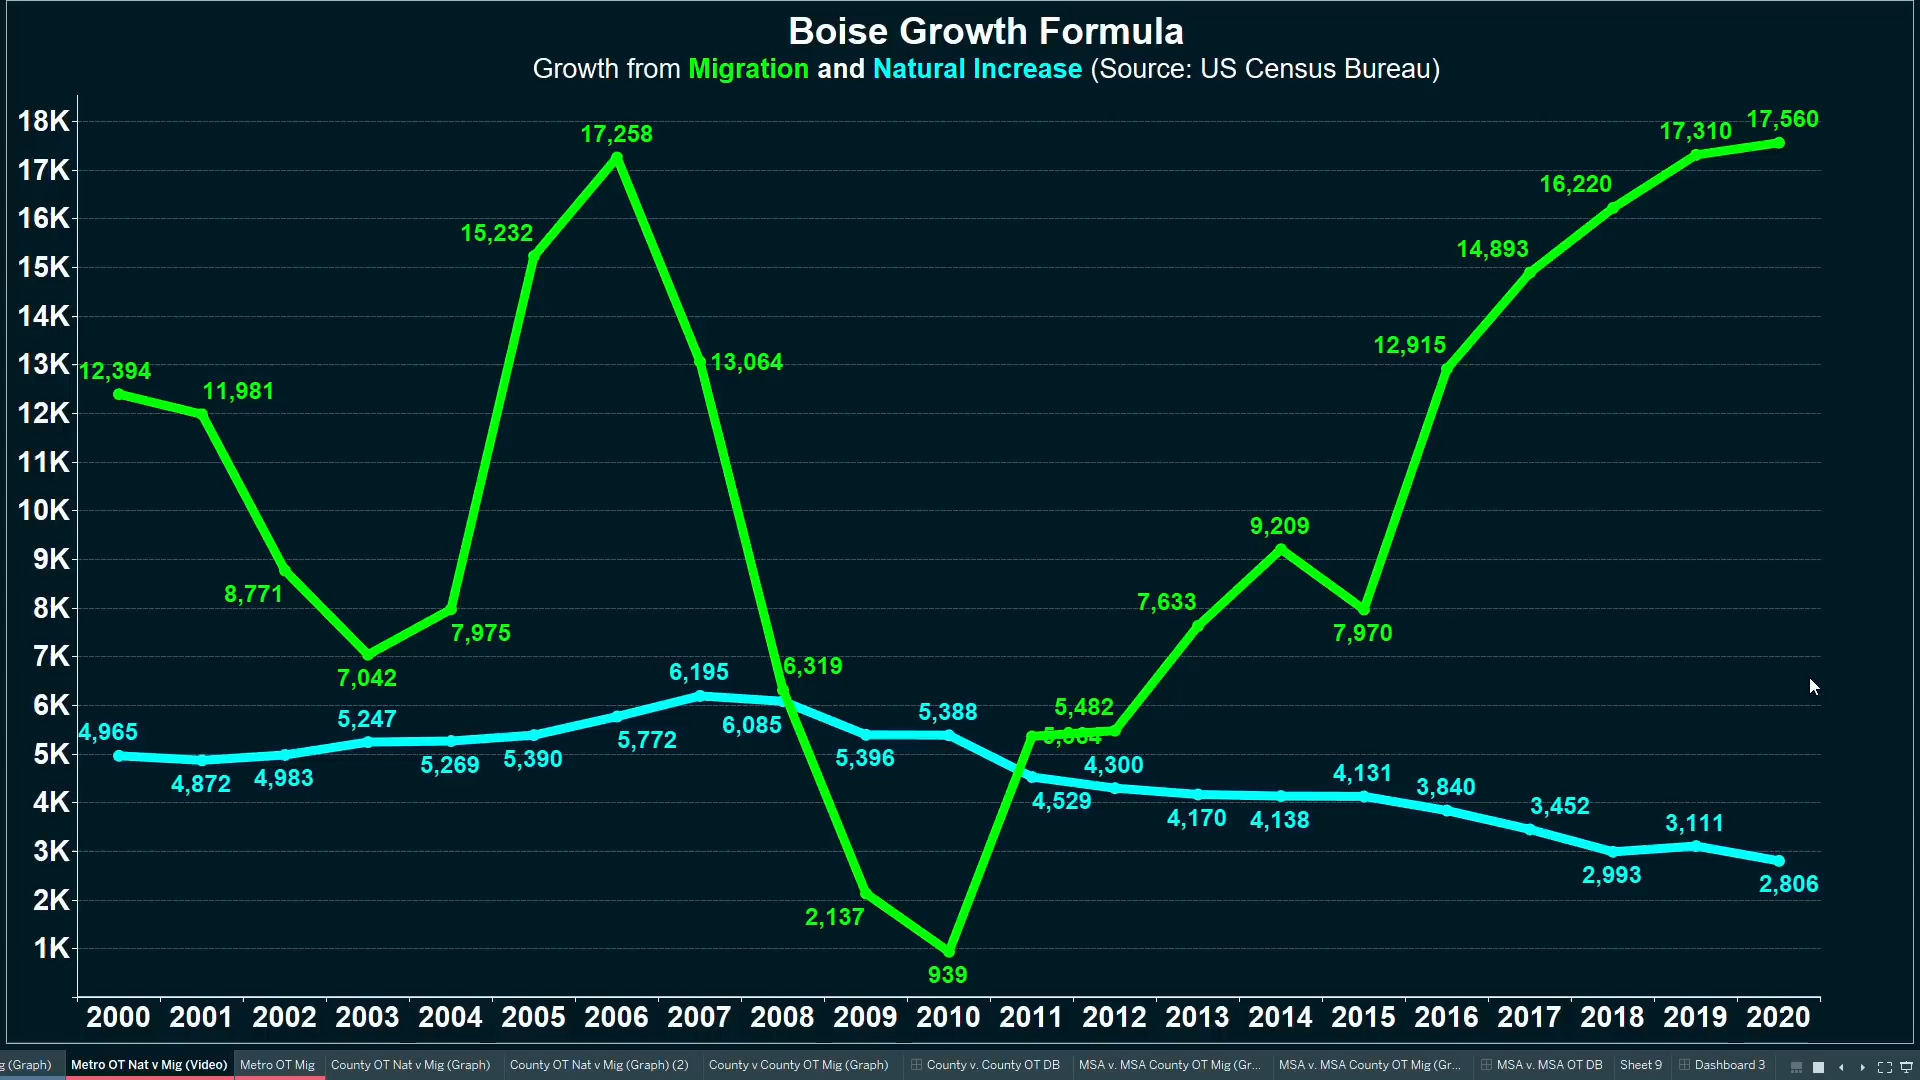 Boise Growth Formula
Growth from Migration and Natural Increase (Source: US Census Bureau)
18K
17K
16K
15K
14K
13K
12K
11K
10K
9K
8K
7K
6K
5K
4K
3K
2K
1K
12,394
11,981
8,771
7,042
7,975
15,232
17,258
13,064
6,319
2,137
939
5,482
7,633
9,209
7,970
12,915
14,893
16,220
17,310
17,560
4,965
4,872
4,983
5,247
5,269
5,390
5,772
6,195
6,085
5,396
5,388
4,529
4,300
4,170
4,138
4,131
3,840
3,452
2,993
3,111
2,806
2000 2001 2002 2003 2004 2005 2006 2007 2008 2009 2010 2011 2012 2013 2014 2015 2016 2017 2018 2019 2020
(Graph) Metro OT Nat v Mig (Video) Metro OT Mig County OT Nat v Mig (Graph) County OT Nat v Mig (Graph) (2) County v County OT Mig (Graph) County v. County OT DB MSA v. MSA County OT Mig (Gr... MSA v. MSA County OT Mig (Gr... MSA v. MSA OT DB Sheet 9 Dashboard 3